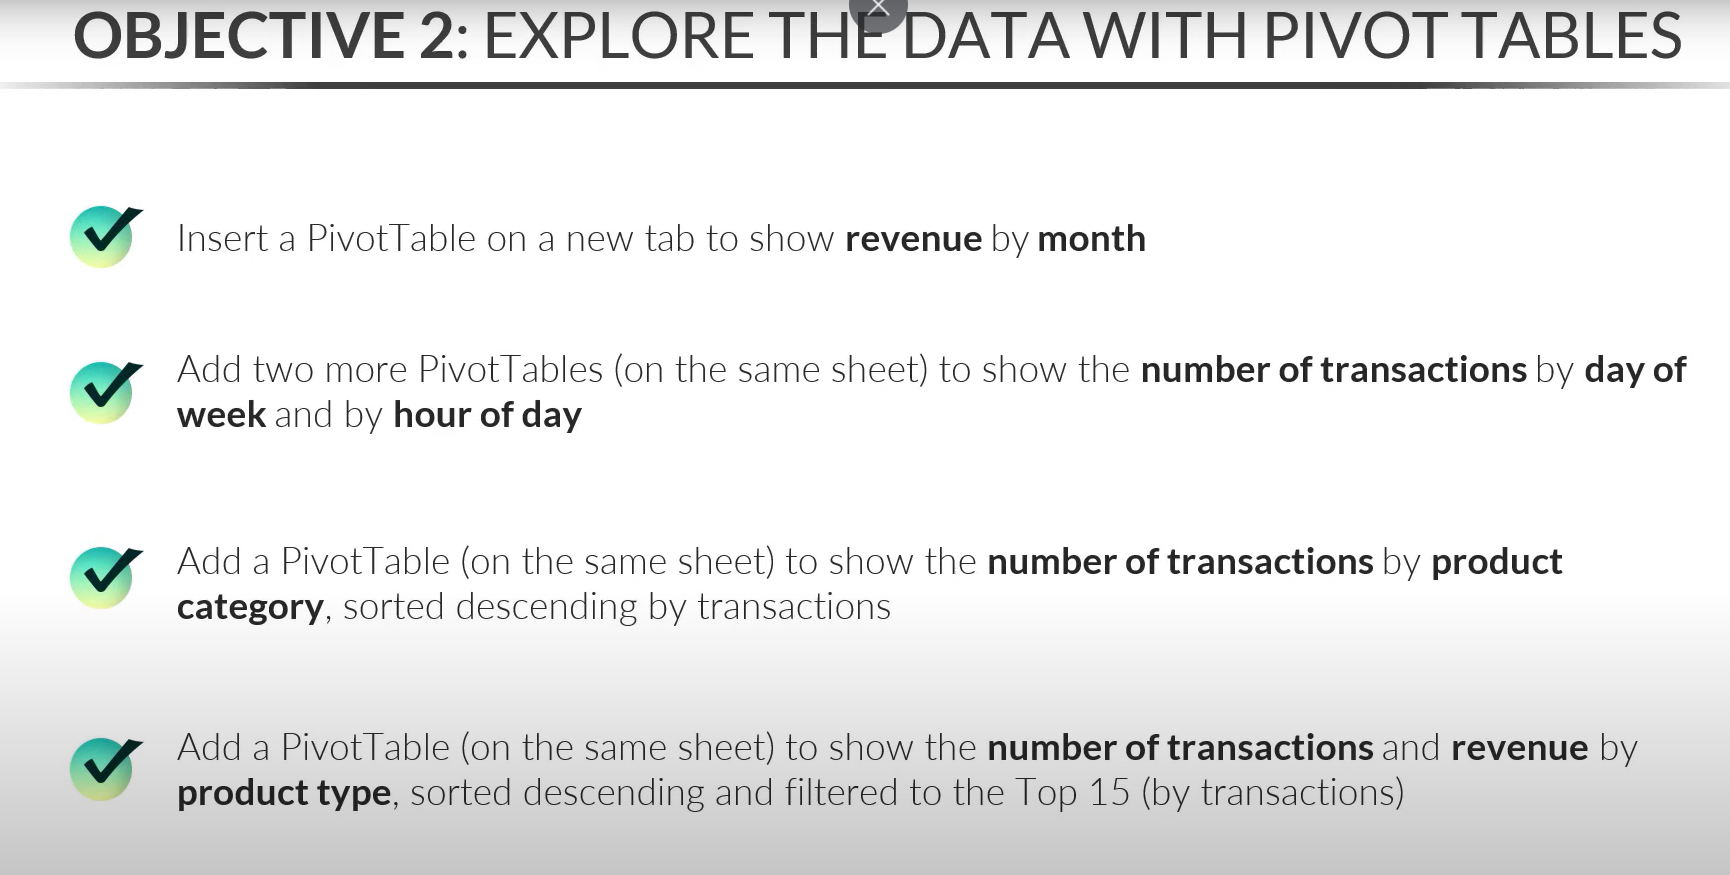 OBJECTIVE 2: EXPLORE THE DATA WITH PIVOT TABLES
Insert a PivotTable on a new tab to show revenue by month
Add two more PivotTables (on the same sheet) to show the number of transactions by day of
week and by hour of day
Add a PivotTable (on the same sheet) to show the number of transactions by product
category, sorted descending by transactions
Add a PivotTable (on the same sheet) to show the number of transactions and revenue by
product type, sorted descending and filtered to the Top 15 (by transactions)